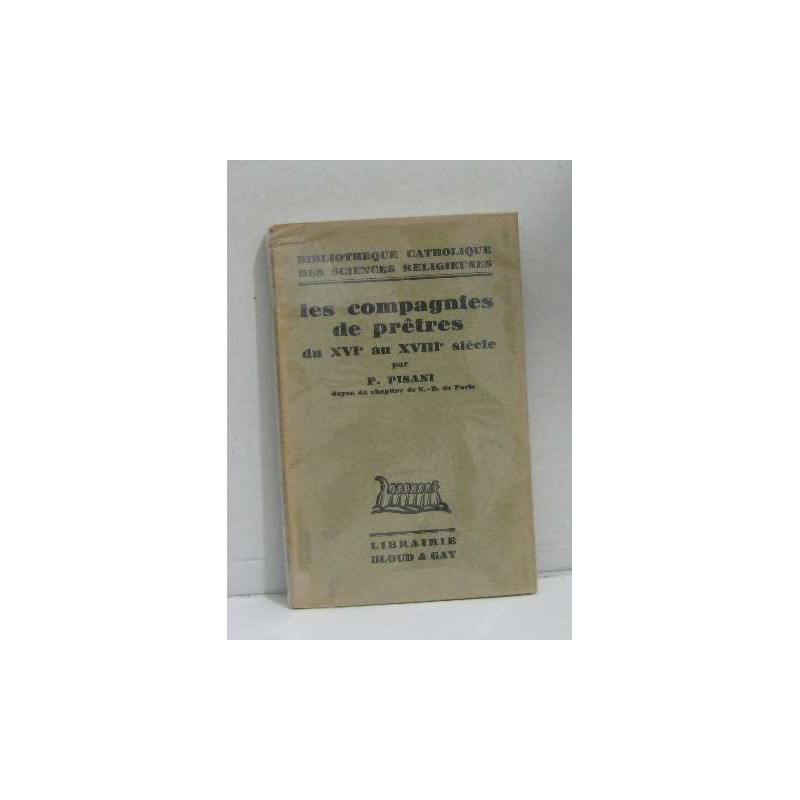 BIBLIOTHEQUE CATHOLIQUE
DES SCIENCES RELIGIEUSES
les compagnies
de prêtres
du XVIe au XVIIIe siècle
par
P. PISANI
doyen du chapitre de N.-D. de Paris
LIBRAIRIE
BLOUD & GAY